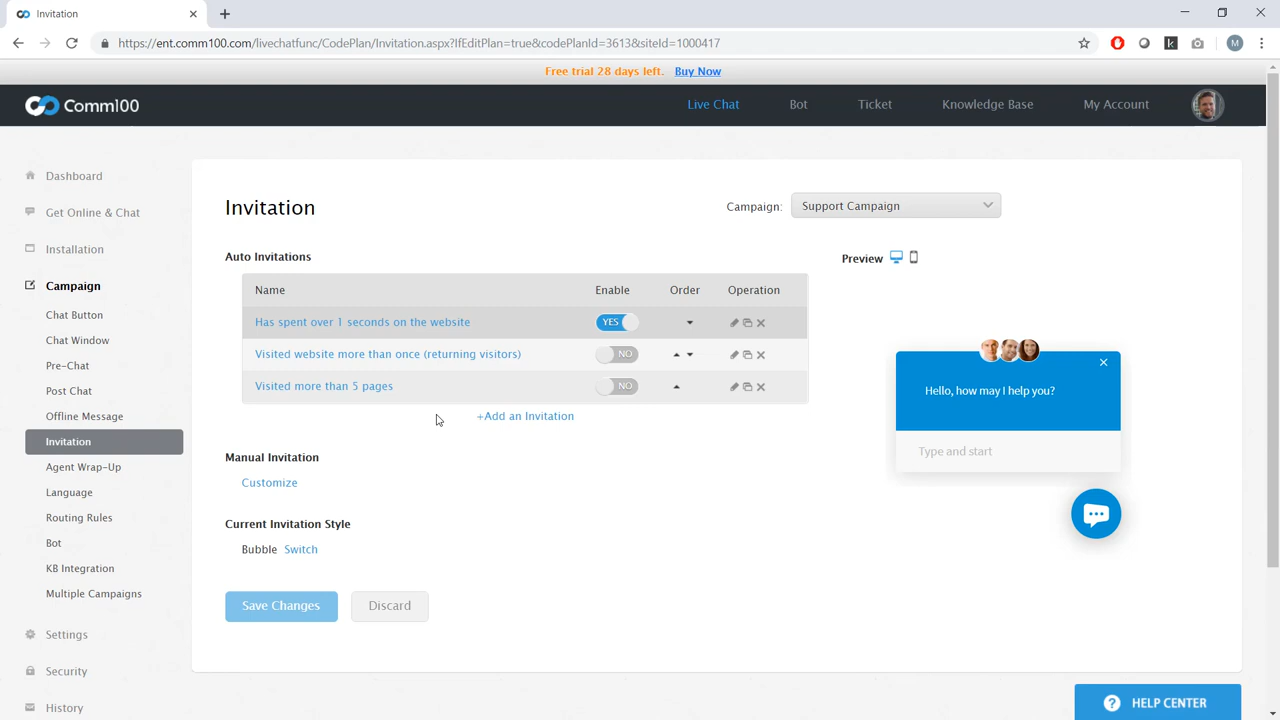 Invitation
https://ent.comm100.com/livechatfunc/CodePlan/Invitation.aspx?IfEditPlan=true&codePlanId=3613&siteId=1000417
M
Free trial 28 days left. Buy Now
Comm100
Live Chat
Bot
Ticket
Knowledge Base
My Account
Dashboard
Get Online & Chat
Installation
Campaign
Chat Button
Chat Window
Pre-Chat
Post Chat
Offline Message
Invitation
Agent Wrap-Up
Language
Routing Rules
Bot
KB Integration
Multiple Campaigns
Settings
Security
History
Invitation
Campaign: Support Campaign
Auto Invitations
Name Enable Order Operation
Has spent over 1 seconds on the website YES
Visited website more than once (returning visitors) NO
Visited more than 5 pages NO
+Add an Invitation
Manual Invitation
Customize
Current Invitation Style
Bubble Switch
Save Changes Discard
Preview
Hello, how may I help you?
Type and start
? HELP CENTER